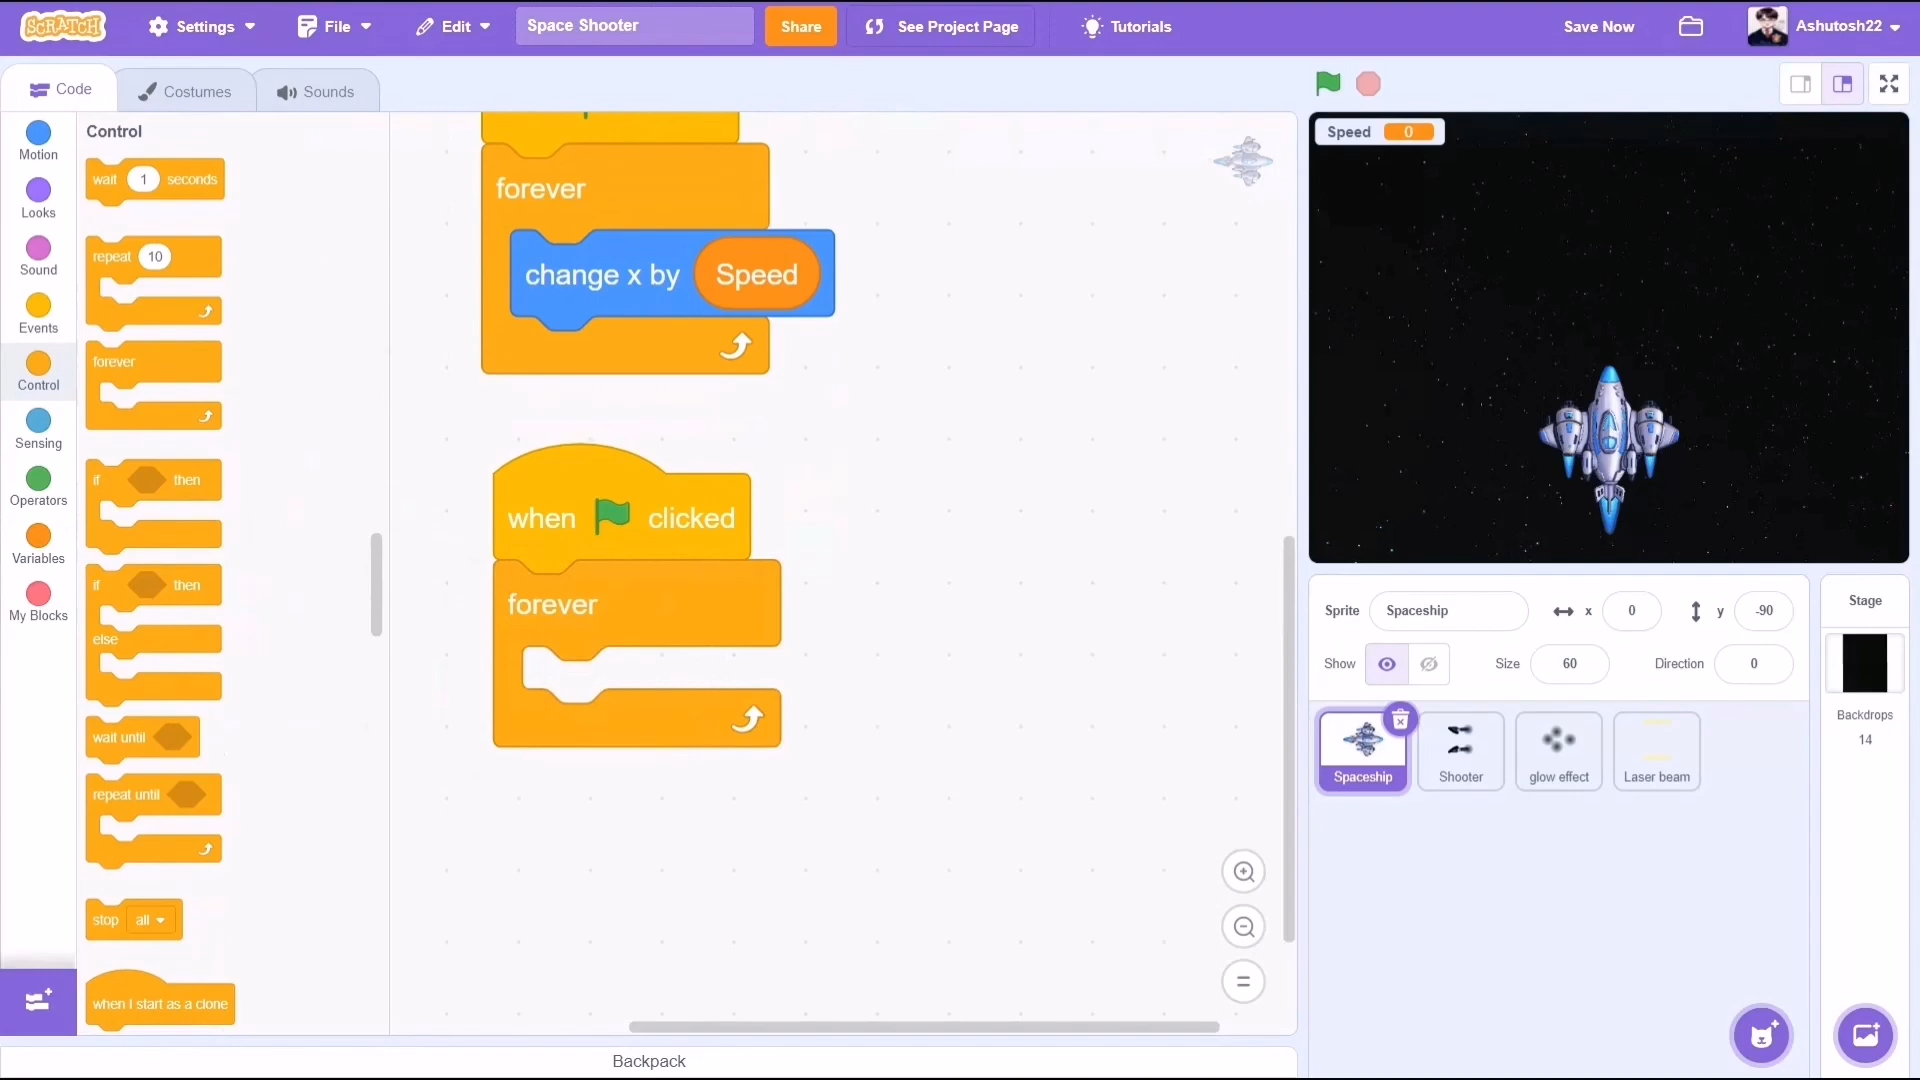 SCRATCH
Settings
File
Edit
Space Shooter
Share
See Project Page
Tutorials
Save Now
Ashutosh22
Code
Costumes
Sounds
Motion
Looks
Sound
Events
Control
Sensing
Operators
Variables
My Blocks
Control
wait 1 seconds
repeat 10
forever
if then
if then
else
wait until
repeat until
stop all
when I start as a clone
forever
change x by Speed
when clicked
forever
Backpack
Speed 0
Sprite Spaceship x 0 y -90
Show Size 60 Direction 0
Spaceship
Shooter
glow effect
Laser beam
Stage
Backdrops
14